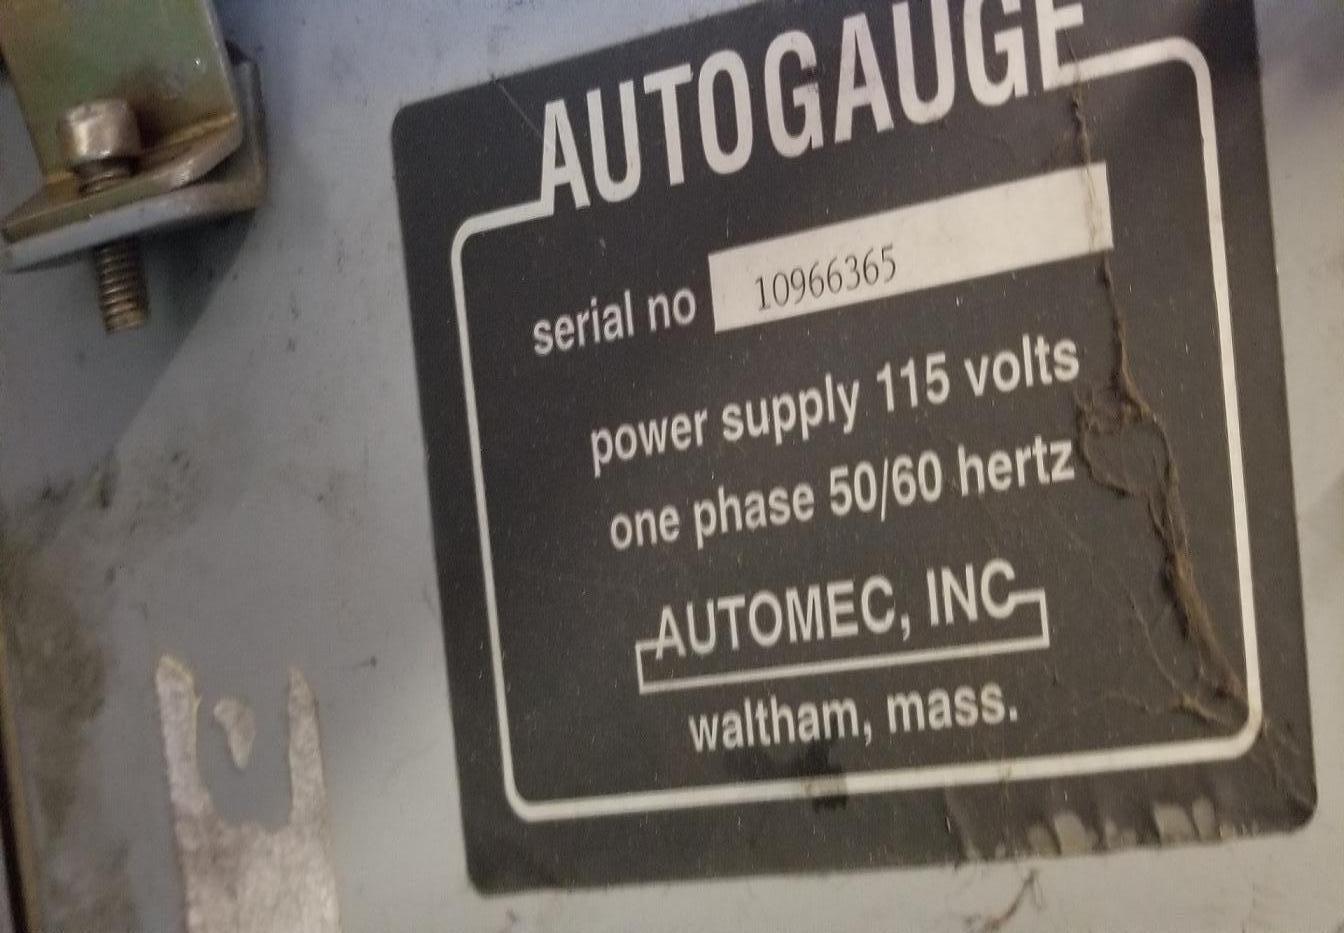 AUTOGAUGE
serial no 10966365
power supply 115 volts
one phase 50/60 hertz
AUTOMEC, INC
waltham, mass.